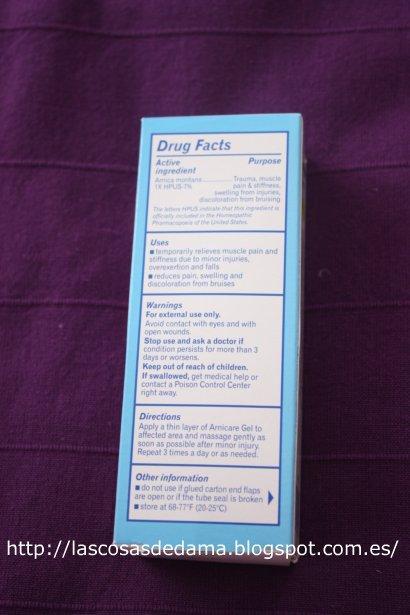 Drug Facts
Active Purpose
ingredient
Arnica montana......Trauma, muscle
1X HPUS-7% pain & stiffness,
swelling from injuries,
discoloration from bruising
The letters HPUS indicate that this ingredient is
officially included in the Homeopathic
Pharmacopoeia of the United States.
Uses
■ temporarily relieves muscle pain and
stiffness due to minor injuries,
overexertion and falls
■ reduces pain, swelling and
discoloration from bruises
Warnings
For external use only.
Avoid contact with eyes and with
open wounds.
Stop use and ask a doctor if
condition persists for more than 3
days or worsens.
Keep out of reach of children.
If swallowed, get medical help or
contact a Poison Control Center
right away.
Directions
Apply a thin layer of Arnicare Gel to
affected area and massage gently as
soon as possible after minor injury.
Repeat 3 times a day or as needed.
Other information
■ do not use if glued carton end flaps
are open or if the tube seal is broken
■ store at 68-77°F (20-25°C)
http://lascosasdedama.blogspot.com.es/